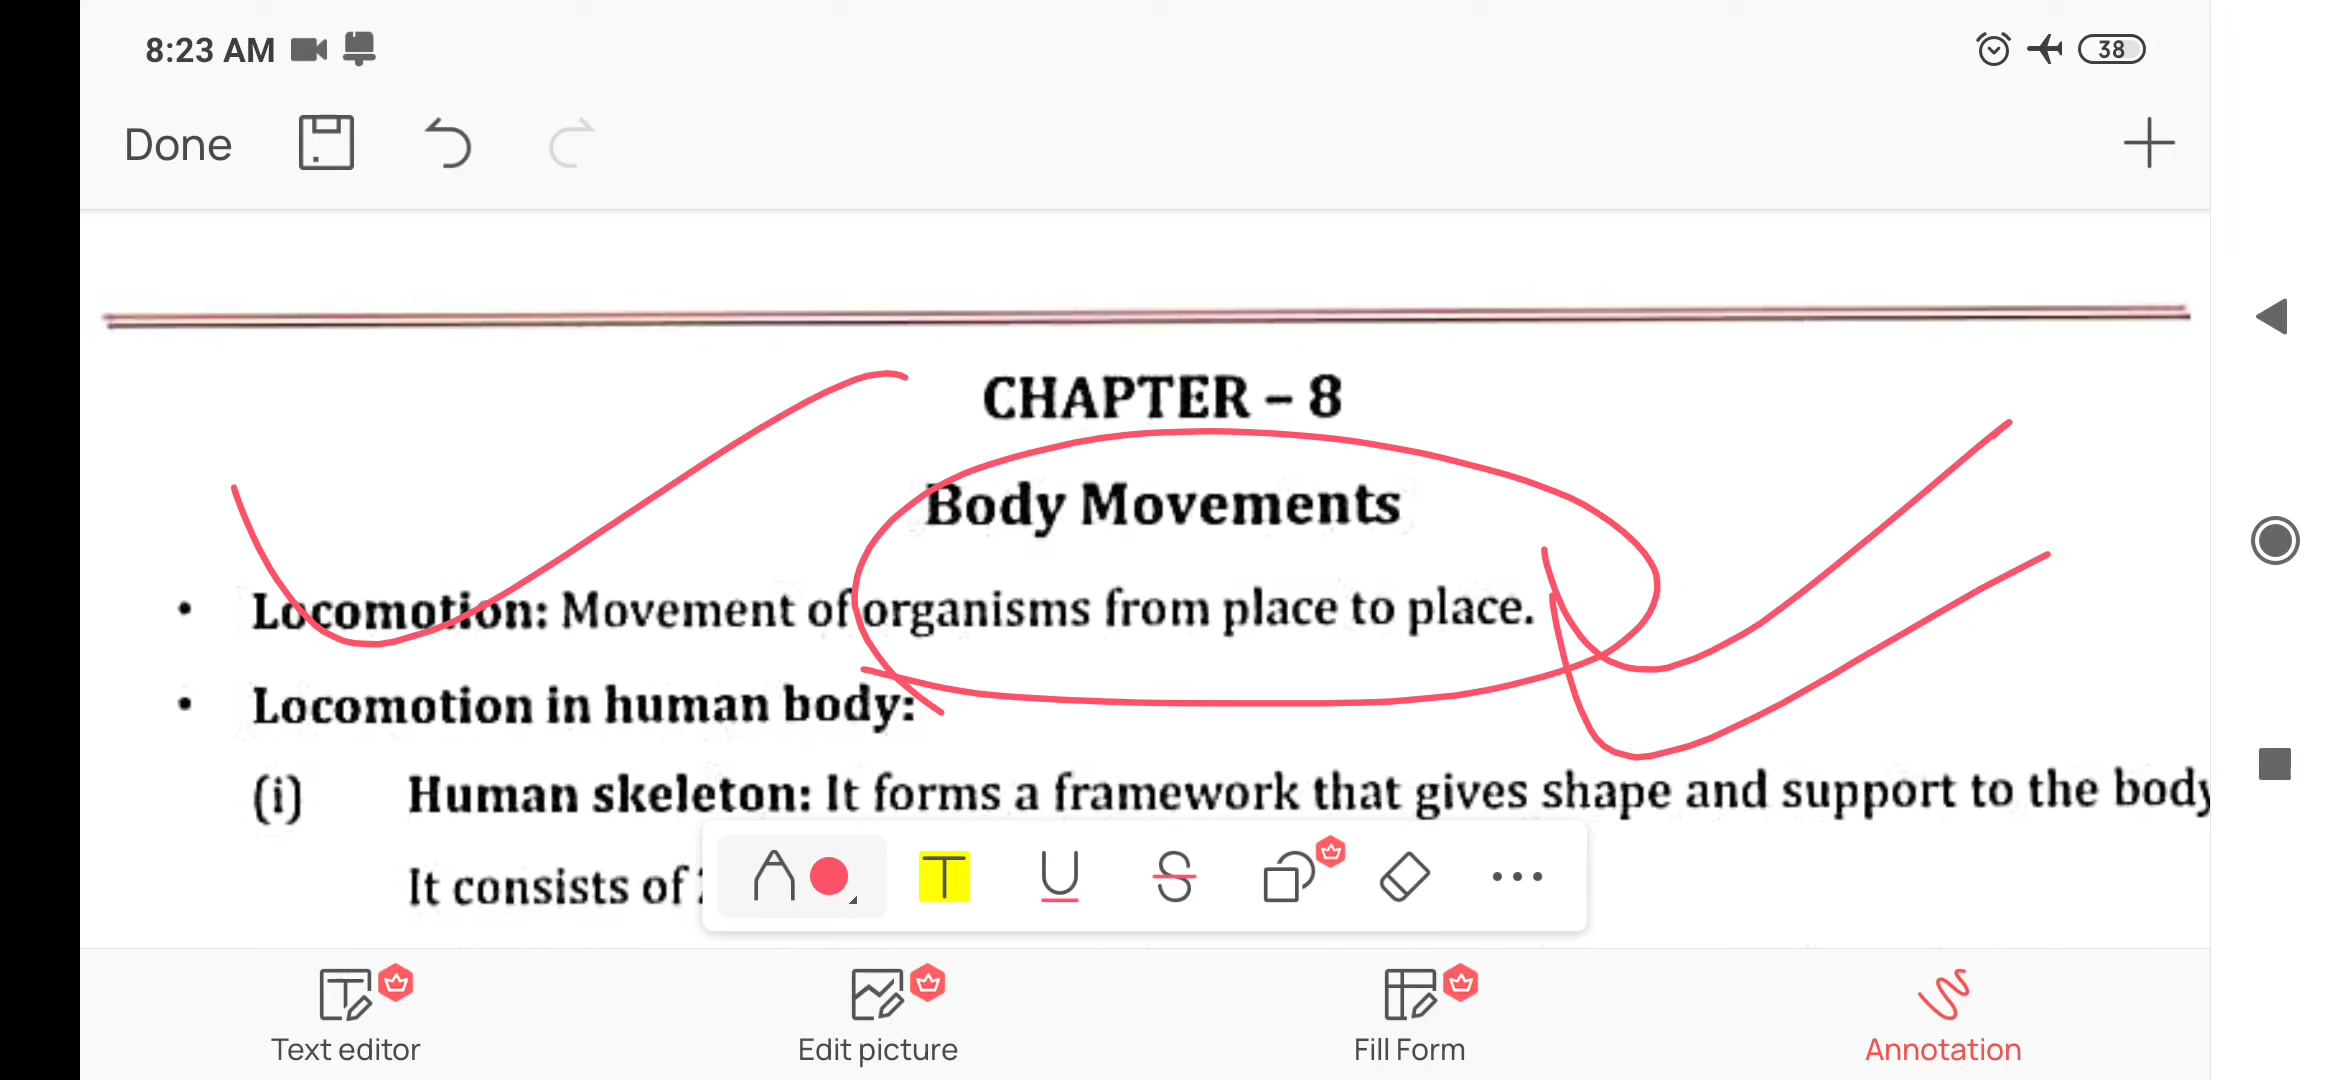 8:23 AM
38
Done
CHAPTER – 8
Body Movements
• Locomotion: Movement of organisms from place to place.
• Locomotion in human body:
(i) Human skeleton: It forms a framework that gives shape and support to the body
It consists of
T U S
Text editor
Edit picture
Fill Form
Annotation